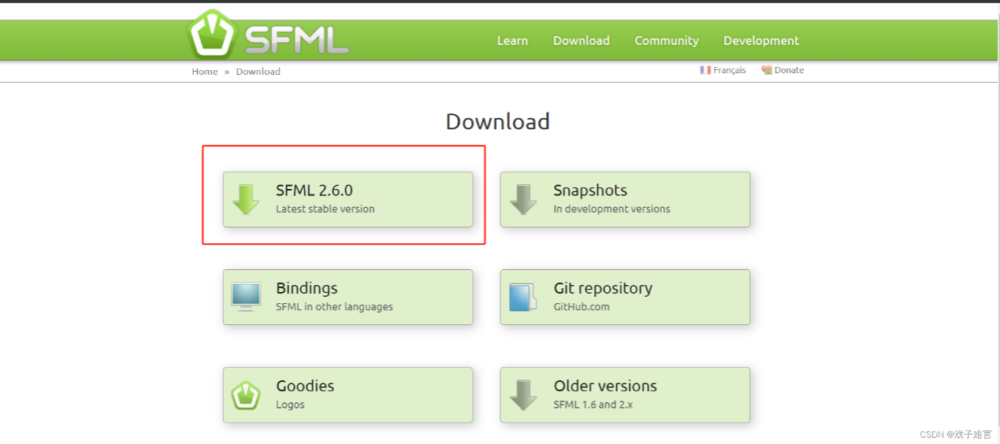 SFML
Learn Download Community Development
Home » Download
Français Donate
Download
SFML 2.6.0
Latest stable version
Snapshots
In development versions
Bindings
SFML in other languages
Git repository
GitHub.com
Goodies
Logos
Older versions
SFML 1.6 and 2.x
CSDN @戏子难言